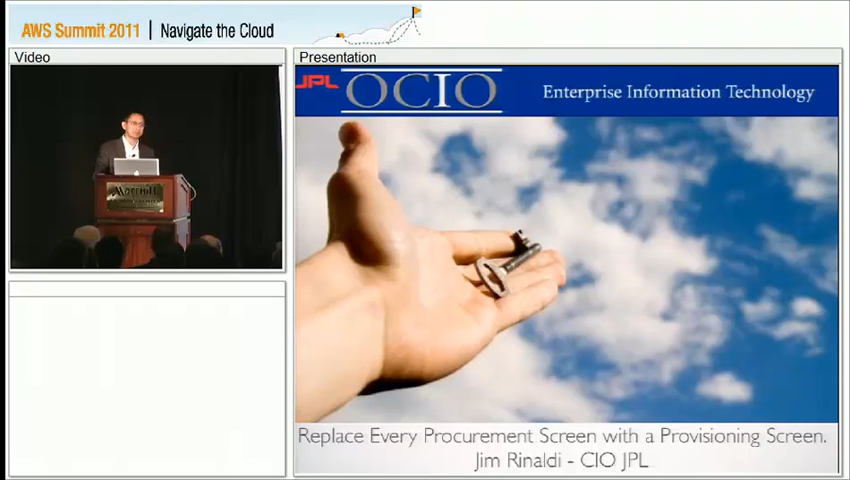 AWS Summit 2011 | Navigate the Cloud
Video
Presentation
JPL OCIO Enterprise Information Technology
Marriott
Replace Every Procurement Screen with a Provisioning Screen.
Jim Rinaldi - CIO JPL